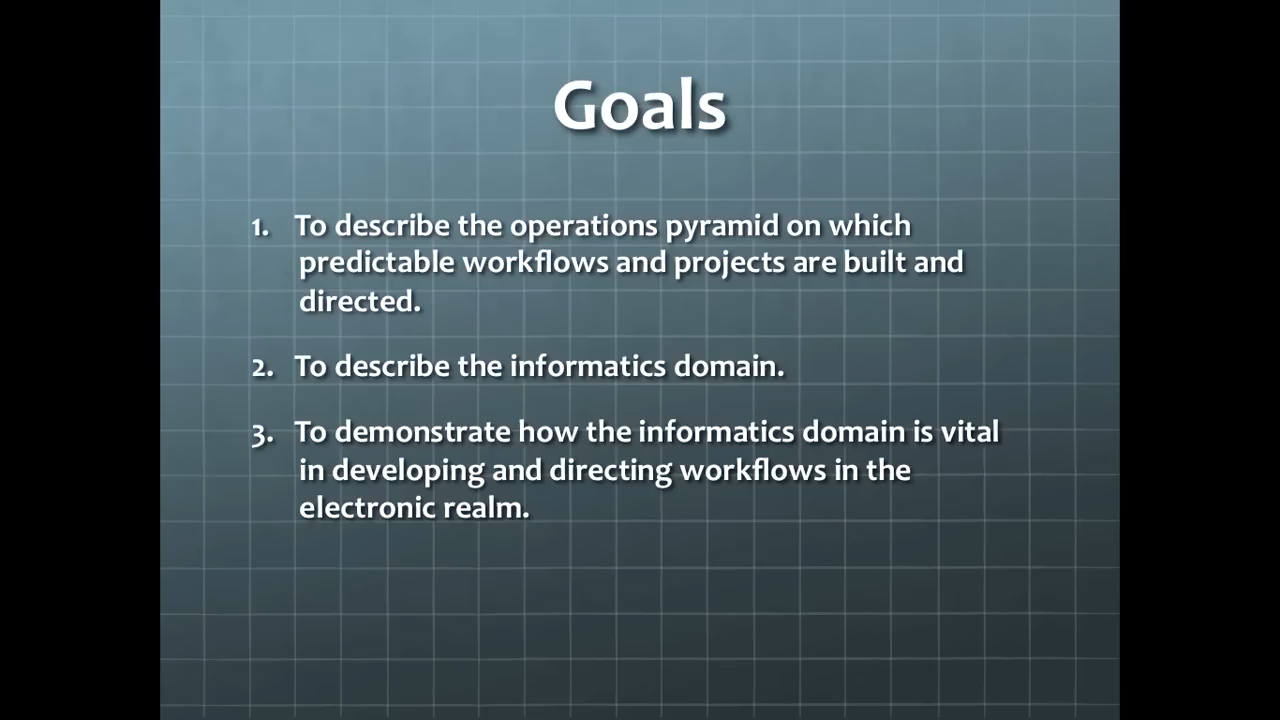 Goals
1. To describe the operations pyramid on which
predictable workflows and projects are built and
directed.
2. To describe the informatics domain.
3. To demonstrate how the informatics domain is vital
in developing and directing workflows in the
electronic realm.